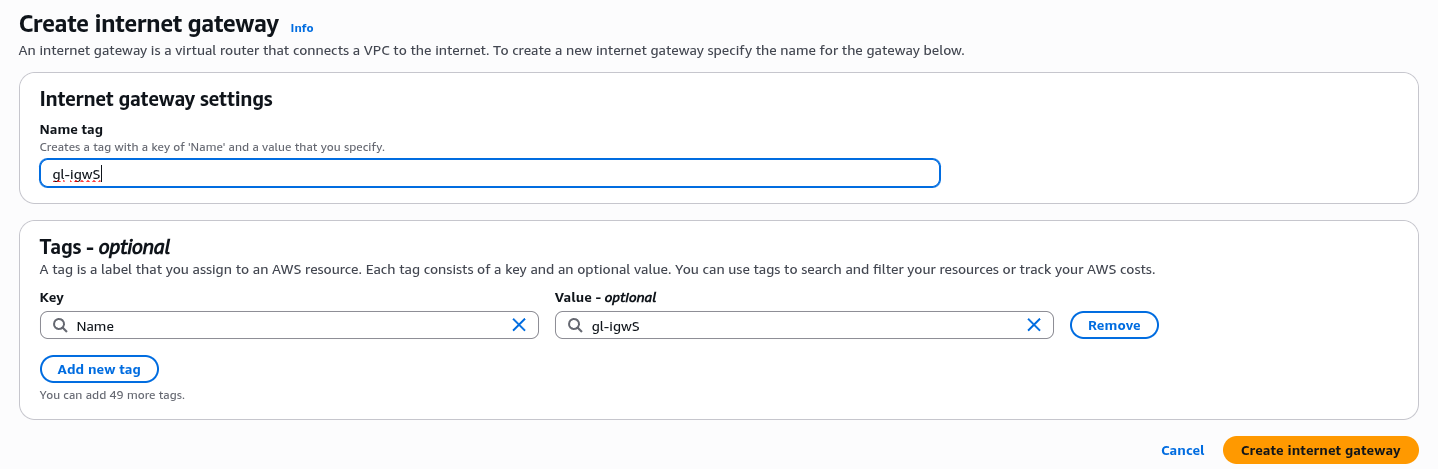 Create internet gateway Info
An internet gateway is a virtual router that connects a VPC to the internet. To create a new internet gateway specify the name for the gateway below.
Internet gateway settings
Name tag
Creates a tag with a key of 'Name' and a value that you specify.
gl-igwS
Tags - optional
A tag is a label that you assign to an AWS resource. Each tag consists of a key and an optional value. You can use tags to search and filter your resources or track your AWS costs.
Key Value - optional
Name gl-igwS Remove
Add new tag
You can add 49 more tags.
Cancel Create internet gateway